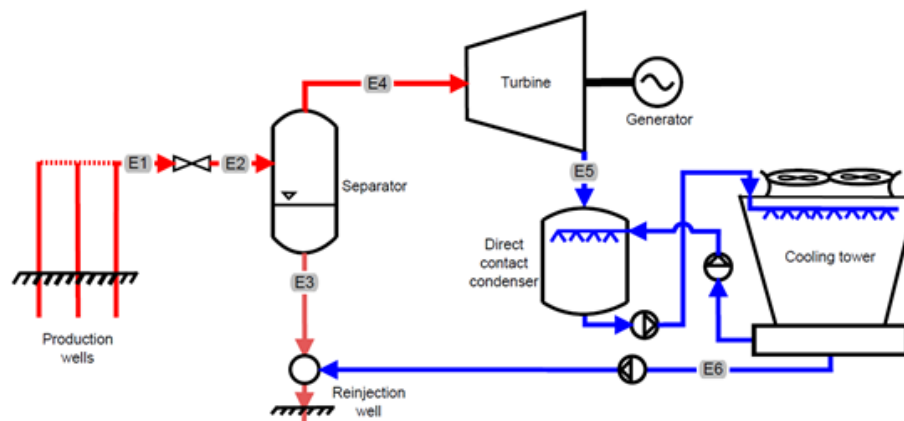 E4
Turbine
Generator
E1
E2
Separator
E5
Direct
contact
condenser
Cooling tower
E3
Production
wells
E6
Reinjection
well